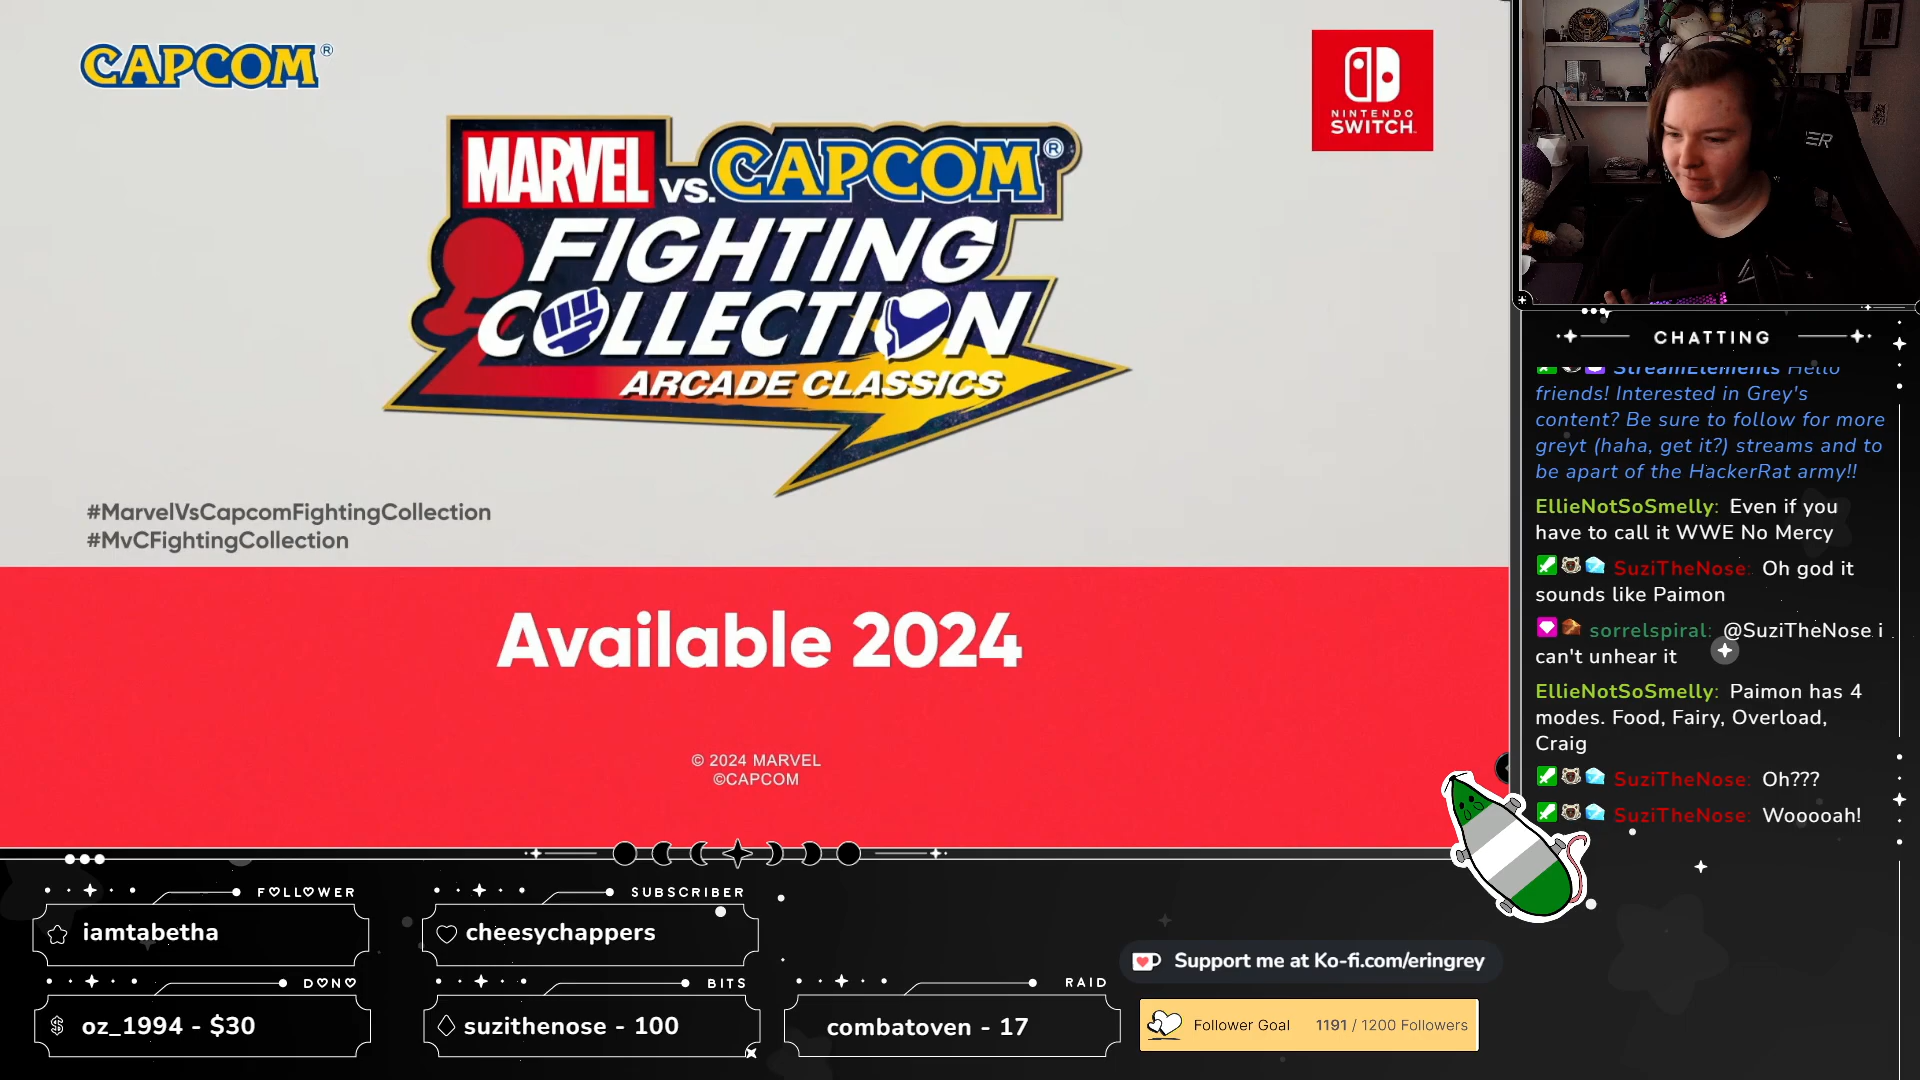 CAPCOM®
NINTENDO
SWITCH
MARVEL VS. CAPCOM®
FIGHTING
COLLECTION
ARCADE CLASSICS
#MarvelVsCapcomFightingCollection
#MvCFightingCollection
Available 2024
© 2024 MARVEL
©CAPCOM
CHATTING
StreamElements Hello
friends! Interested in Grey's
content? Be sure to follow for more
greyt (haha, get it?) streams and to
be apart of the HackerRat army!!
EllieNotSoSmelly: Even if you
have to call it WWE No Mercy
SuziTheNose: Oh god it
sounds like Paimon
sorrelspiral: @SuziTheNose i
can't unhear it
EllieNotSoSmelly: Paimon has 4
modes. Food, Fairy, Overload,
Craig
SuziTheNose: Oh???
SuziTheNose: Wooooah!
FOLLOWER
iamtabetha
SUBSCRIBER
cheesychappers
DONO
oz_1994 - $30
BITS
suzithenose - 100
RAID
combatoven - 17
Support me at Ko-fi.com/eringrey
Follower Goal 1191 / 1200 Followers